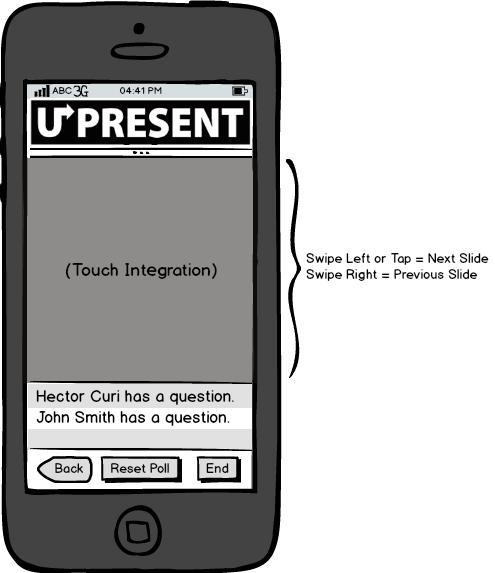 ABC 3G 04:41 PM
UPRESENT
...
(Touch Integration)
Swipe Left or Tap = Next Slide
Swipe Right = Previous Slide
Hector Curi has a question.
John Smith has a question.
Back Reset Poll End